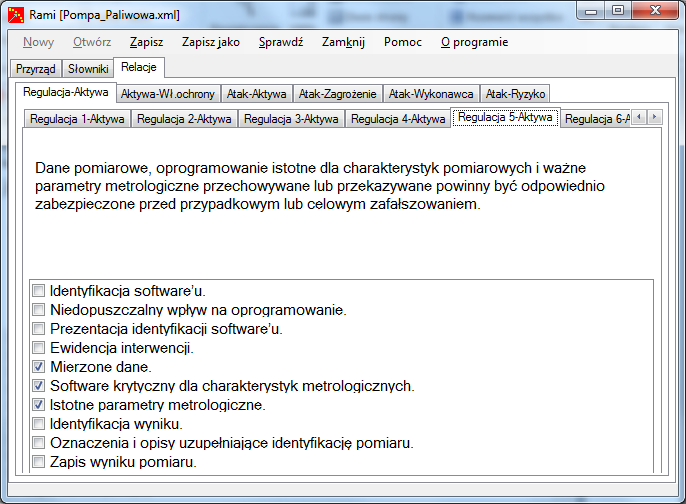 Rami [Pompa_Paliwowa.xml]
Nowy Otwórz Zapisz Zapisz jako Sprawdź Zamknij Pomoc O programie
Przyrząd Słowniki Relacje
Regulacja-Aktywa Aktywa-Wł.ochrony Atak-Aktywa Atak-Zagrożenie Atak-Wykonawca Atak-Ryzyko
Regulacja 1-Aktywa Regulacja 2-Aktywa Regulacja 3-Aktywa Regulacja 4-Aktywa Regulacja 5-Aktywa Regulacja 6-A
Dane pomiarowe, oprogramowanie istotne dla charakterystyk pomiarowych i ważne
parametry metrologiczne przechowywane lub przekazywane powinny być odpowiednio
zabezpieczone przed przypadkowym lub celowym zafałszowaniem.
Identyfikacja software'u.
Niedopuszczalny wpływ na oprogramowanie.
Prezentacja identyfikacji software'u.
Ewidencja interwencji.
Mierzone dane.
Software krytyczny dla charakterystyk metrologicznych.
Istotne parametry metrologiczne.
Identyfikacja wyniku.
Oznaczenia i opisy uzupełniające identyfikację pomiaru.
Zapis wyniku pomiaru.